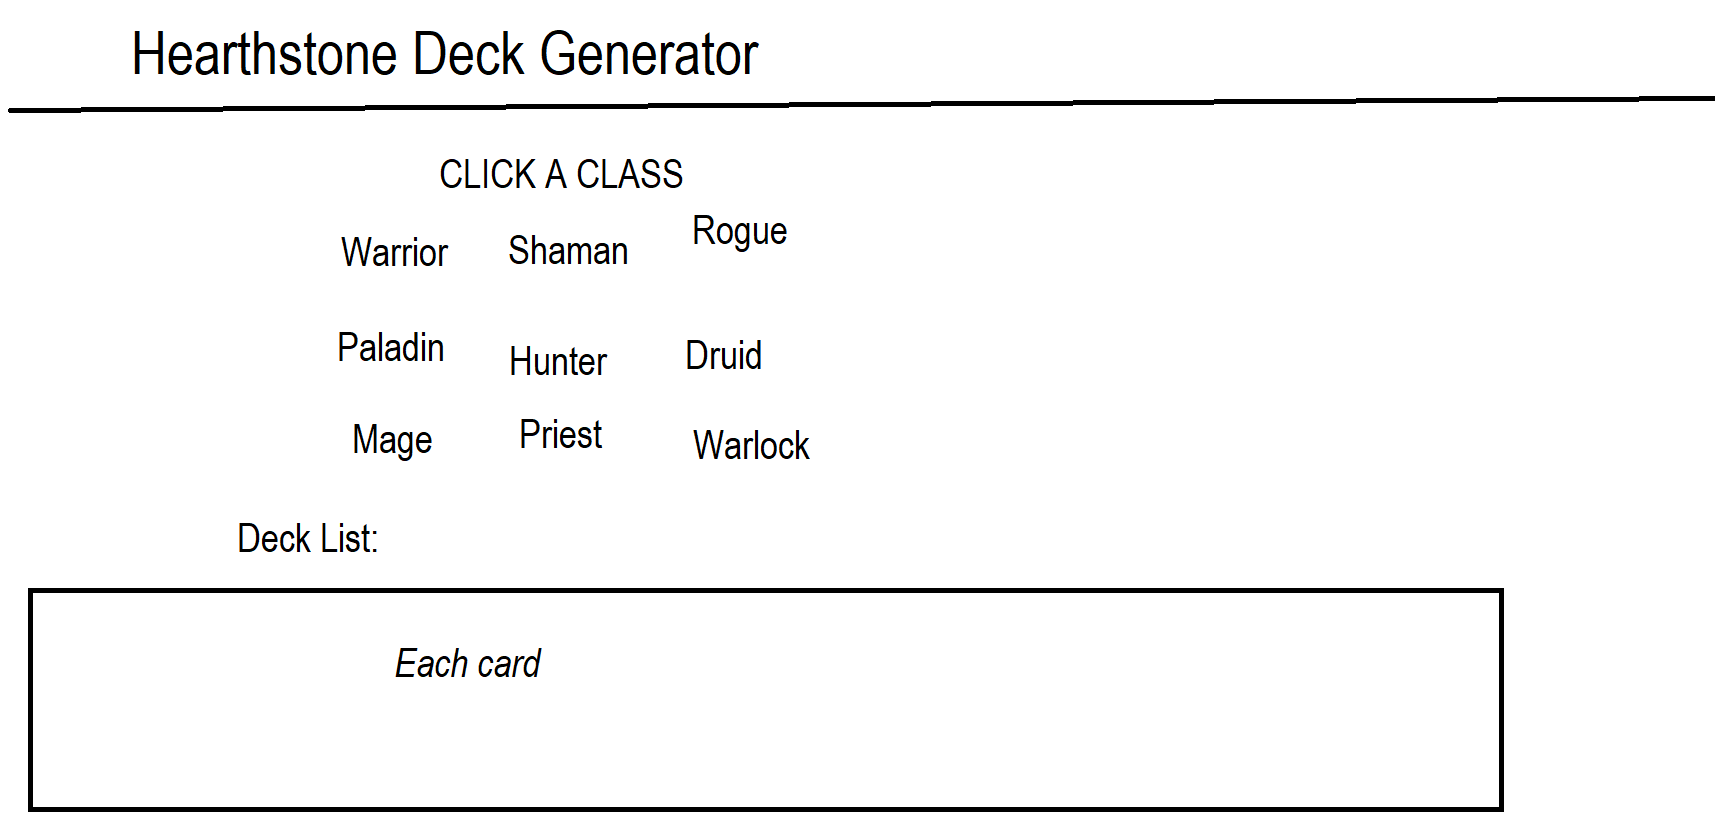 Hearthstone Deck Generator
CLICK A CLASS
Warrior Shaman Rogue
Paladin Hunter Druid
Mage Priest Warlock
Deck List:
Each card